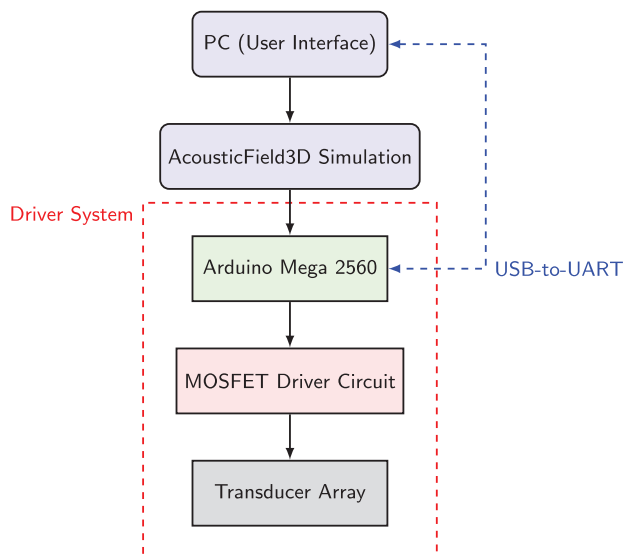 PC (User Interface)
AcousticField3D Simulation
Driver System
Arduino Mega 2560
USB-to-UART
MOSFET Driver Circuit
Transducer Array